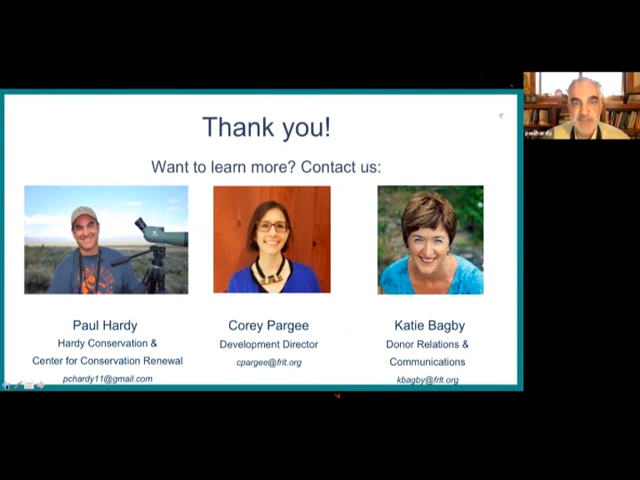 Thank you!
Want to learn more? Contact us:
Paul Hardy
Hardy Conservation &
Center for Conservation Renewal
pchardy11@gmail.com
Corey Pargee
Development Director
cpargee@frlt.org
Katie Bagby
Donor Relations &
Communications
kbagby@frlt.org
paulhardy